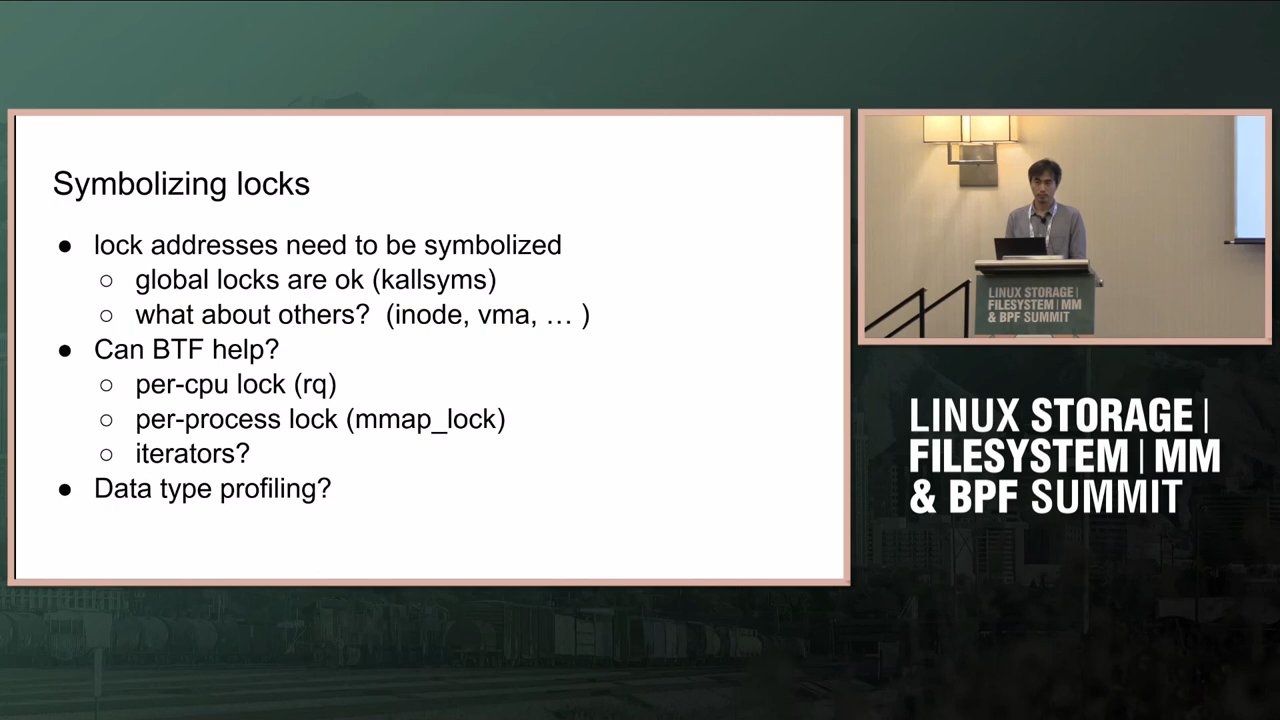 Symbolizing locks
● lock addresses need to be symbolized
○ global locks are ok (kallsyms)
○ what about others?  (inode, vma, … )
● Can BTF help?
○ per-cpu lock (rq)
○ per-process lock (mmap_lock)
○ iterators?
● Data type profiling?
LINUX STORAGE |
FILESYSTEM | MM
& BPF SUMMIT
LINUX STORAGE |
FILESYSTEM | MM
& BPF SUMMIT